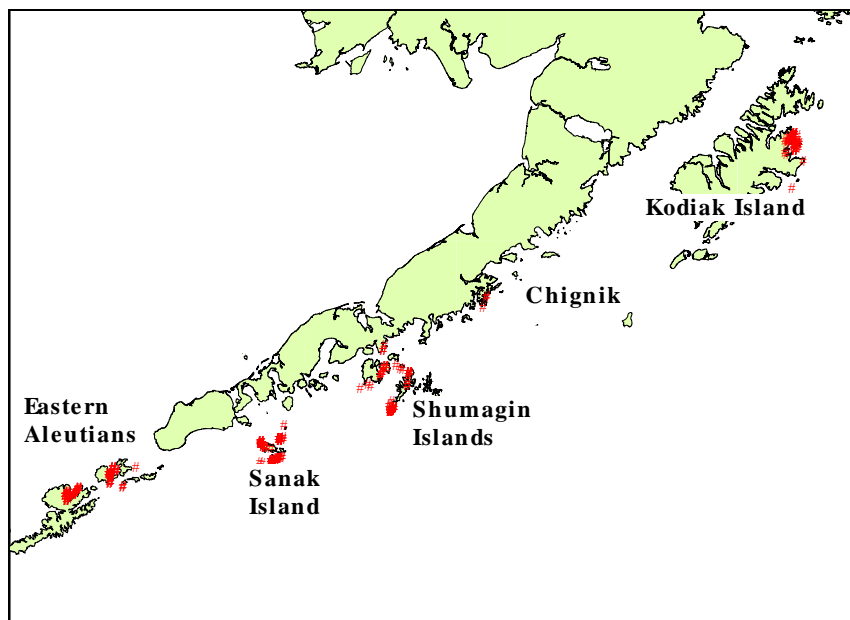 Kodiak Island
Chignik
Eastern
Aleutians
Shumagin
Islands
Sanak
Island